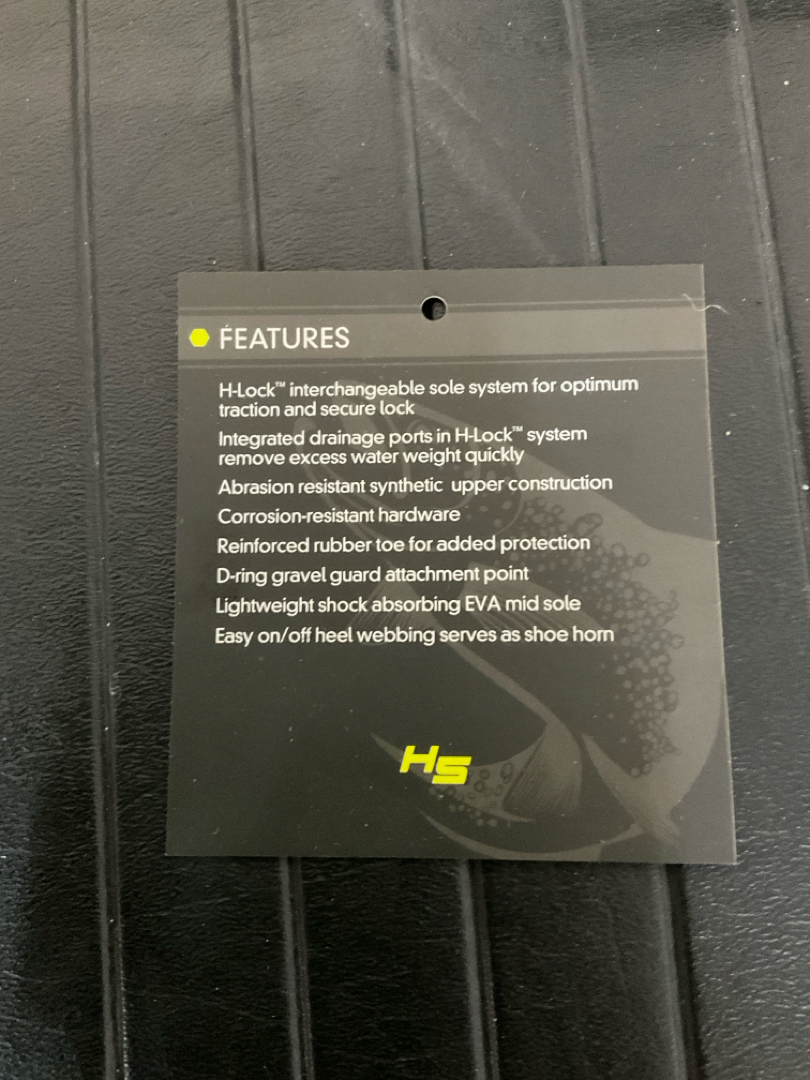 FEATURES
H-Lock™ interchangeable sole system for optimum
traction and secure lock
Integrated drainage ports in H-Lock™ system
remove excess water weight quickly
Abrasion resistant synthetic upper construction
Corrosion-resistant hardware
Reinforced rubber toe for added protection
D-ring gravel guard attachment point
Lightweight shock absorbing EVA mid sole
Easy on/off heel webbing serves as shoe horn
HS